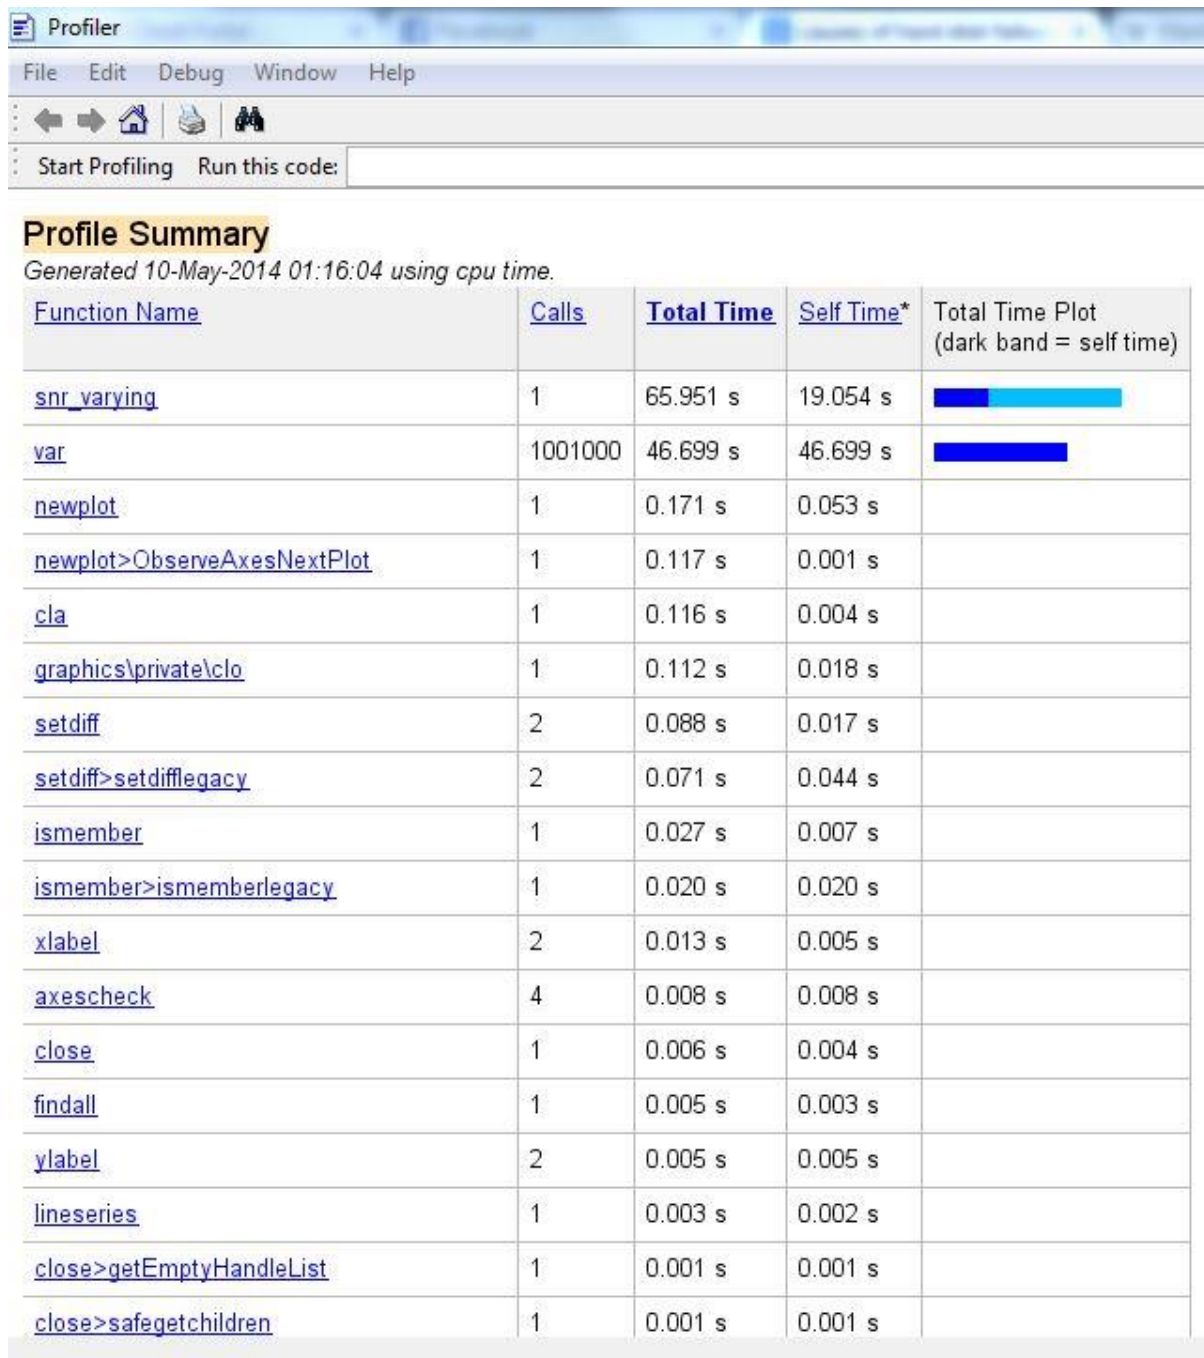 Profiler
File Edit Debug Window Help
Start Profiling Run this code:
Profile Summary
Generated 10-May-2014 01:16:04 using cpu time.
Function Name Calls Total Time Self Time* Total Time Plot
(dark band = self time)
snr_varying 1 65.951 s 19.054 s
var 1001000 46.699 s 46.699 s
newplot 1 0.171 s 0.053 s
newplot>ObserveAxesNextPlot 1 0.117 s 0.001 s
cla 1 0.116 s 0.004 s
graphics\private\clo 1 0.112 s 0.018 s
setdiff 2 0.088 s 0.017 s
setdiff>setdifflegacy 2 0.071 s 0.044 s
ismember 1 0.027 s 0.007 s
ismember>ismemberlegacy 1 0.020 s 0.020 s
xlabel 2 0.013 s 0.005 s
axescheck 4 0.008 s 0.008 s
close 1 0.006 s 0.004 s
findall 1 0.005 s 0.003 s
ylabel 2 0.005 s 0.005 s
lineseries 1 0.003 s 0.002 s
close>getEmptyHandleList 1 0.001 s 0.001 s
close>safegetchildren 1 0.001 s 0.001 s